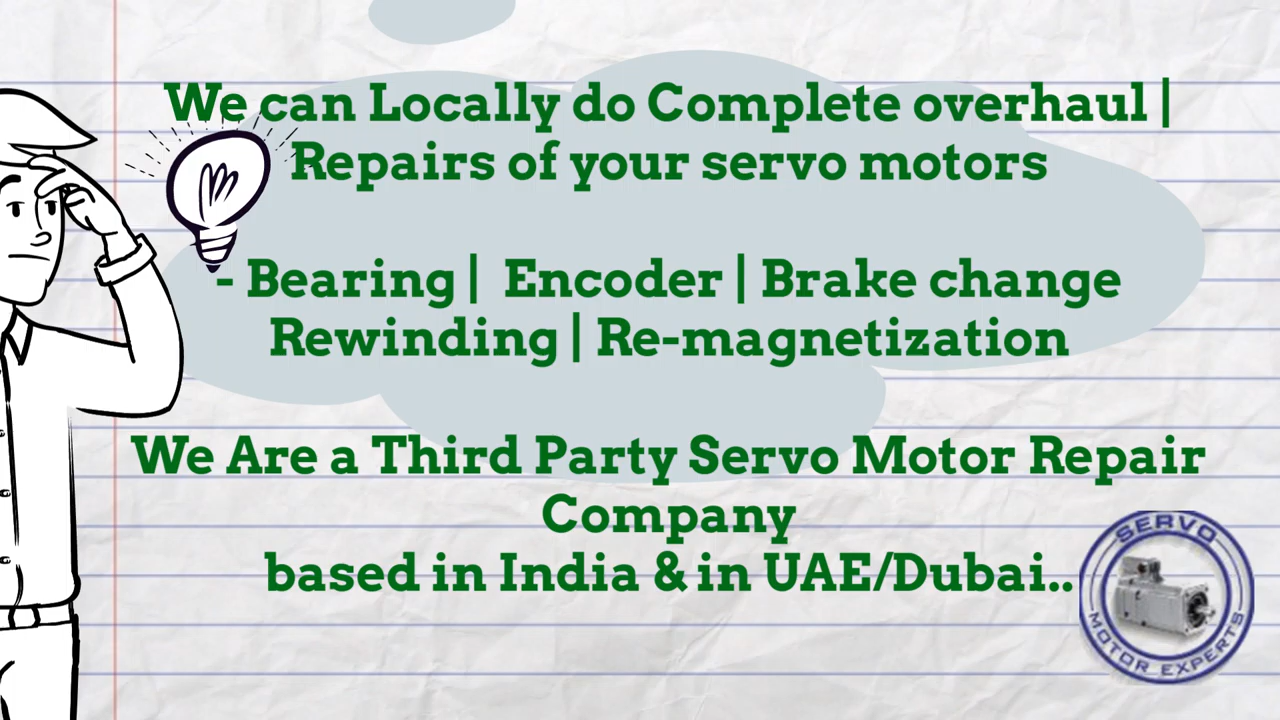 We can Locally do Complete overhaul |
Repairs of your servo motors
- Bearing | Encoder | Brake change
Rewinding | Re-magnetization
We Are a Third Party Servo Motor Repair
Company
based in India & in UAE/Dubai..
SERVO
MOTOR EXPERTS